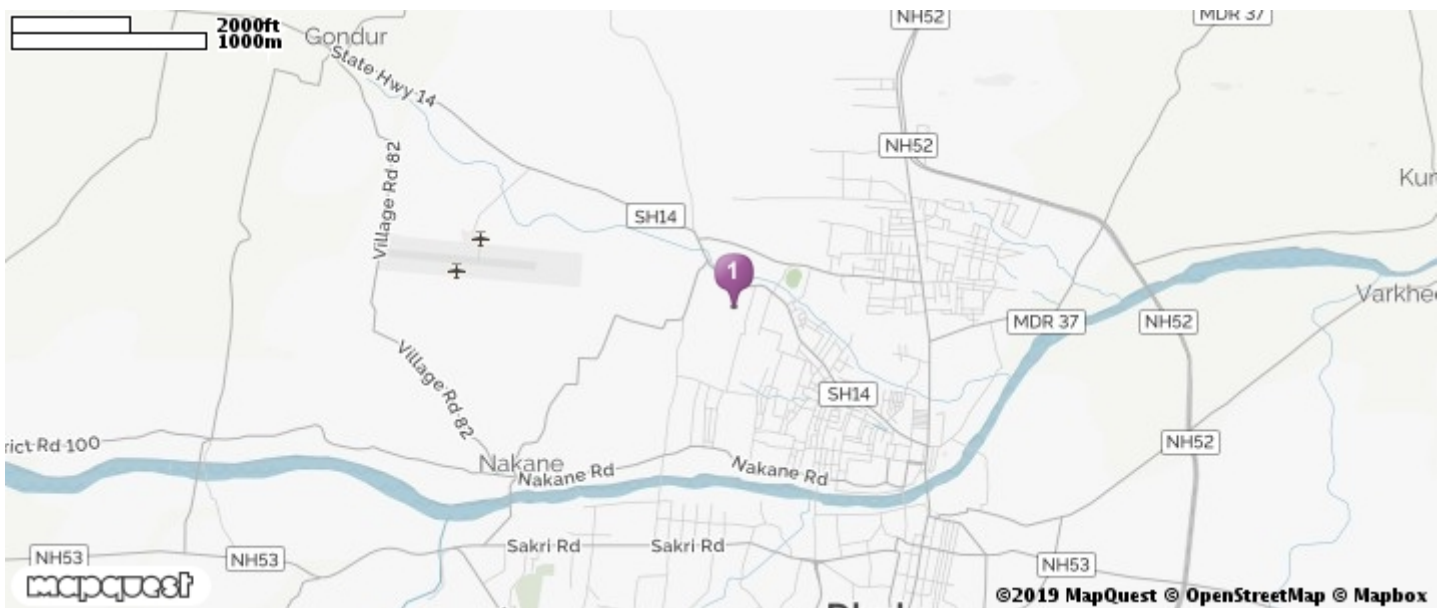 2000ft
1000m
Gondur
State Hwy 14
NH52
MDR 37
NH52
Village Rd 82
SH14
1
Varkhe
MDR 37
NH52
Village Rd 82
SH14
rict Rd 100
NH52
Nakane
Nakane Rd
Nakane Rd
NH53
NH53
Sakri Rd
Sakri Rd
NH53
mapquest
©2019 MapQuest © OpenStreetMap © Mapbox